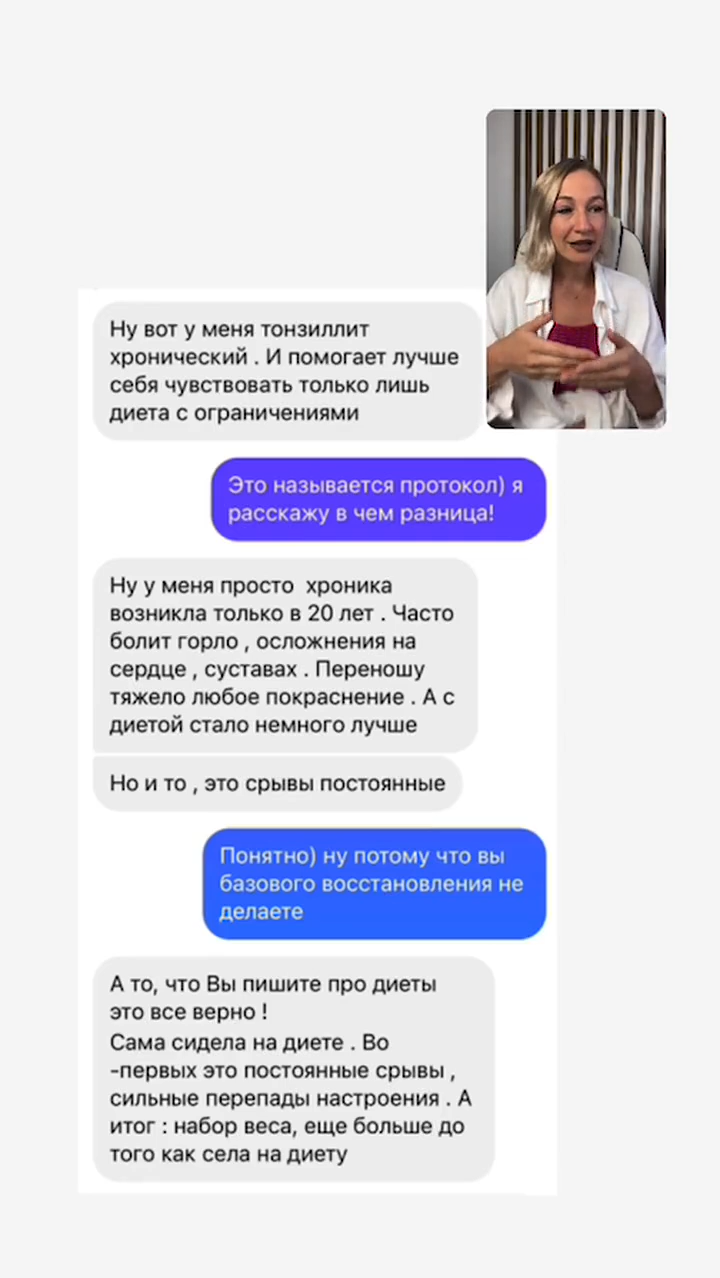 Ну вот у меня тонзиллит
хронический . И помогает лучше
себя чувствовать только лишь
диета с ограничениями
Это называется протокол) я
расскажу в чем разница!
Ну у меня просто  хроника
возникла только в 20 лет . Часто
болит горло , осложнения на
сердце , суставах . Переношу
тяжело любое покраснение . А с
диетой стало немного лучше
Но и то , это срывы постоянные
Понятно) ну потому что вы
базового восстановления не
делаете
А то, что Вы пишите про диеты
это все верно !
Сама сидела на диете . Во
-первых это постоянные срывы ,
сильные перепады настроения . А
итог : набор веса, еще больше до
того как села на диету